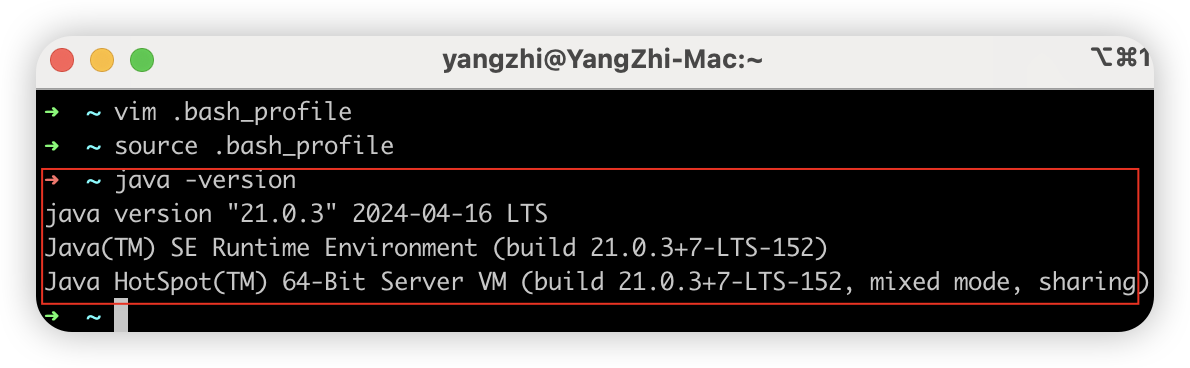 yangzhi@YangZhi-Mac:~ ⌥⌘1
➜ ~ vim .bash_profile
➜ ~ source .bash_profile
➜ ~ java -version
java version "21.0.3" 2024-04-16 LTS
Java(TM) SE Runtime Environment (build 21.0.3+7-LTS-152)
Java HotSpot(TM) 64-Bit Server VM (build 21.0.3+7-LTS-152, mixed mode, sharing)
➜ ~